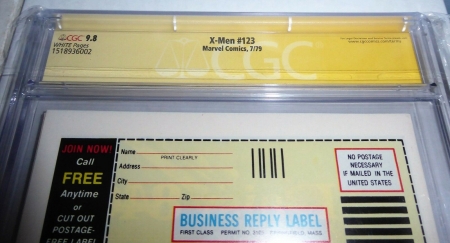 CGC 9.8
WHITE Pages
1518936002
X-Men #123
Marvel Comics, 7/79
CGC
JOIN NOW!
Call
FREE
Anytime
or
CUT OUT
POSTAGE-
FREE LABEL
Name
PRINT CLEARLY
Address
City
State
Zip
NO POSTAGE
NECESSARY
IF MAILED IN THE
UNITED STATES
BUSINESS REPLY LABEL
FIRST CLASS PERMIT NO.